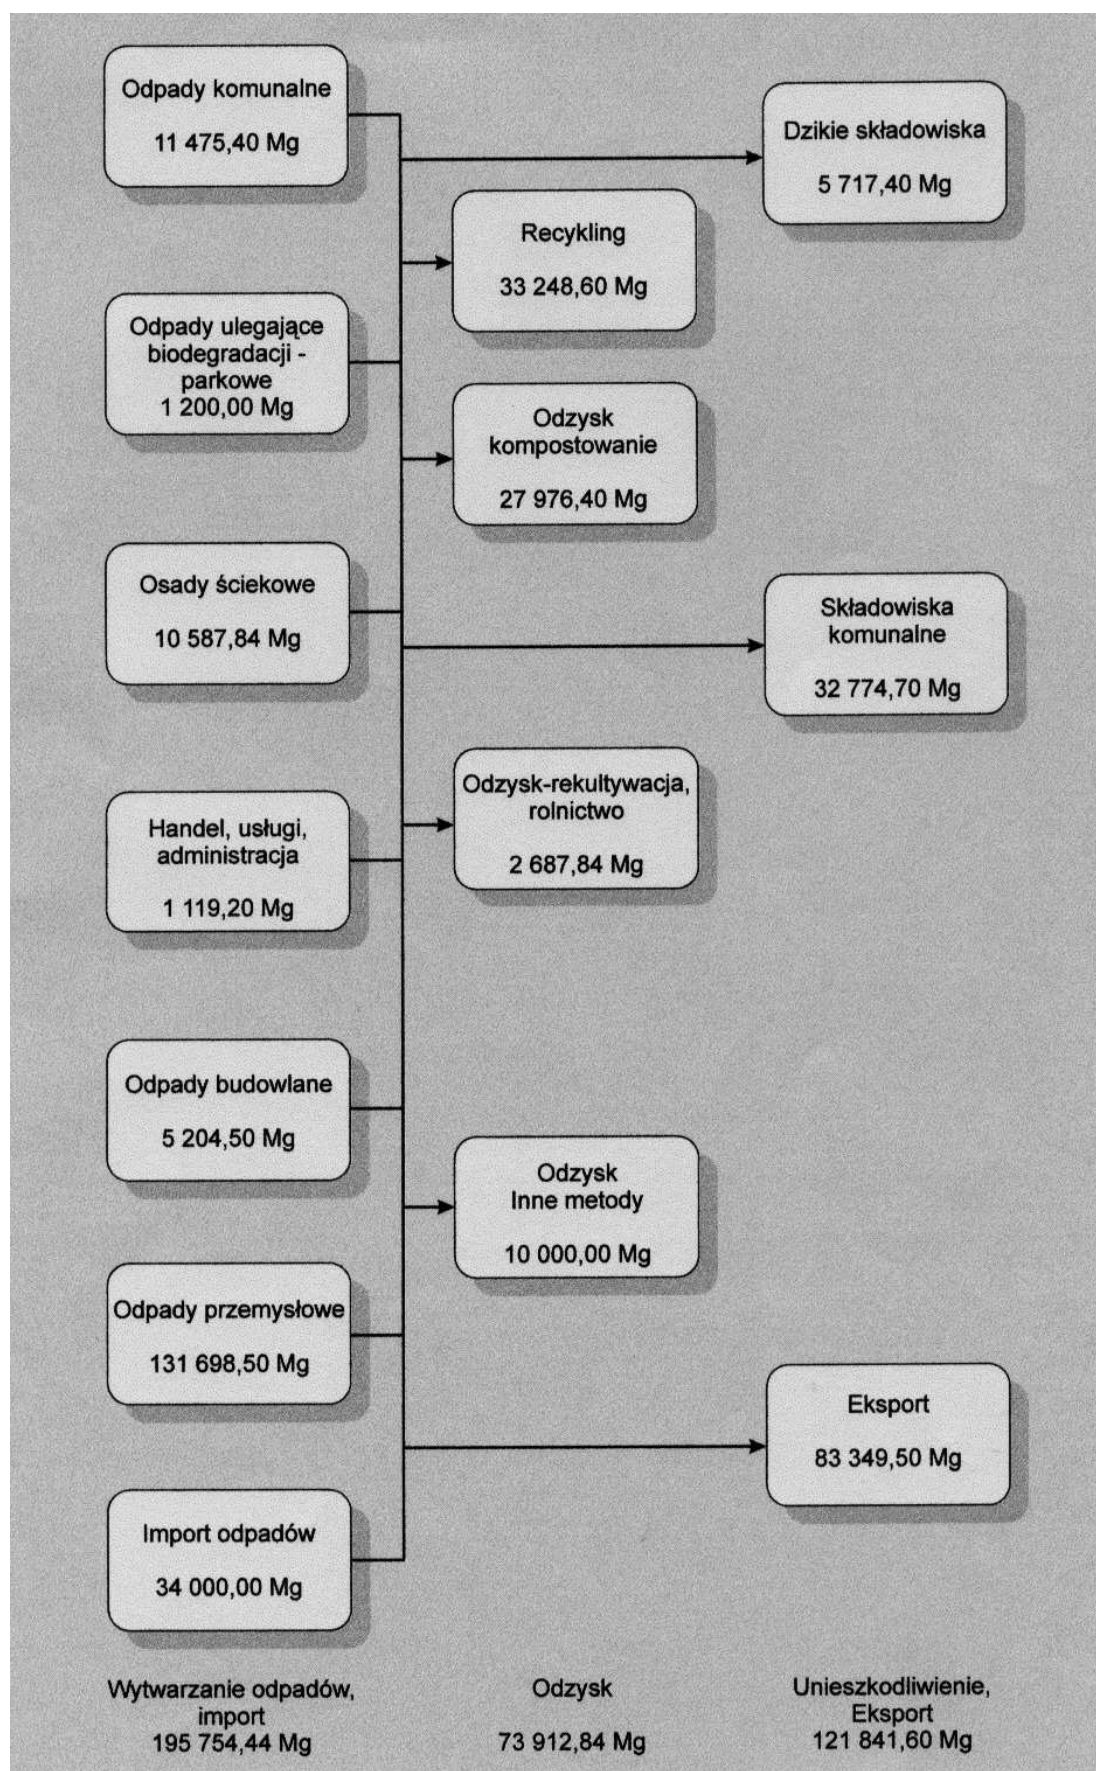 Odpady komunalne
11 475,40 Mg
Dzikie składowiska
5 717,40 Mg
Recykling
33 248,60 Mg
Odpady ulegające
biodegradacji -
parkowe
1 200,00 Mg
Odzysk
kompostowanie
27 976,40 Mg
Osady ściekowe
10 587,84 Mg
Składowiska
komunalne
32 774,70 Mg
Odzysk-rekultywacja,
rolnictwo
2 687,84 Mg
Handel, usługi,
administracja
1 119,20 Mg
Odpady budowlane
5 204,50 Mg
Odzysk
Inne metody
10 000,00 Mg
Odpady przemysłowe
131 698,50 Mg
Eksport
83 349,50 Mg
Import odpadów
34 000,00 Mg
Wytwarzanie odpadów,
import
195 754,44 Mg
Odzysk
73 912,84 Mg
Unieszkodliwienie,
Eksport
121 841,60 Mg